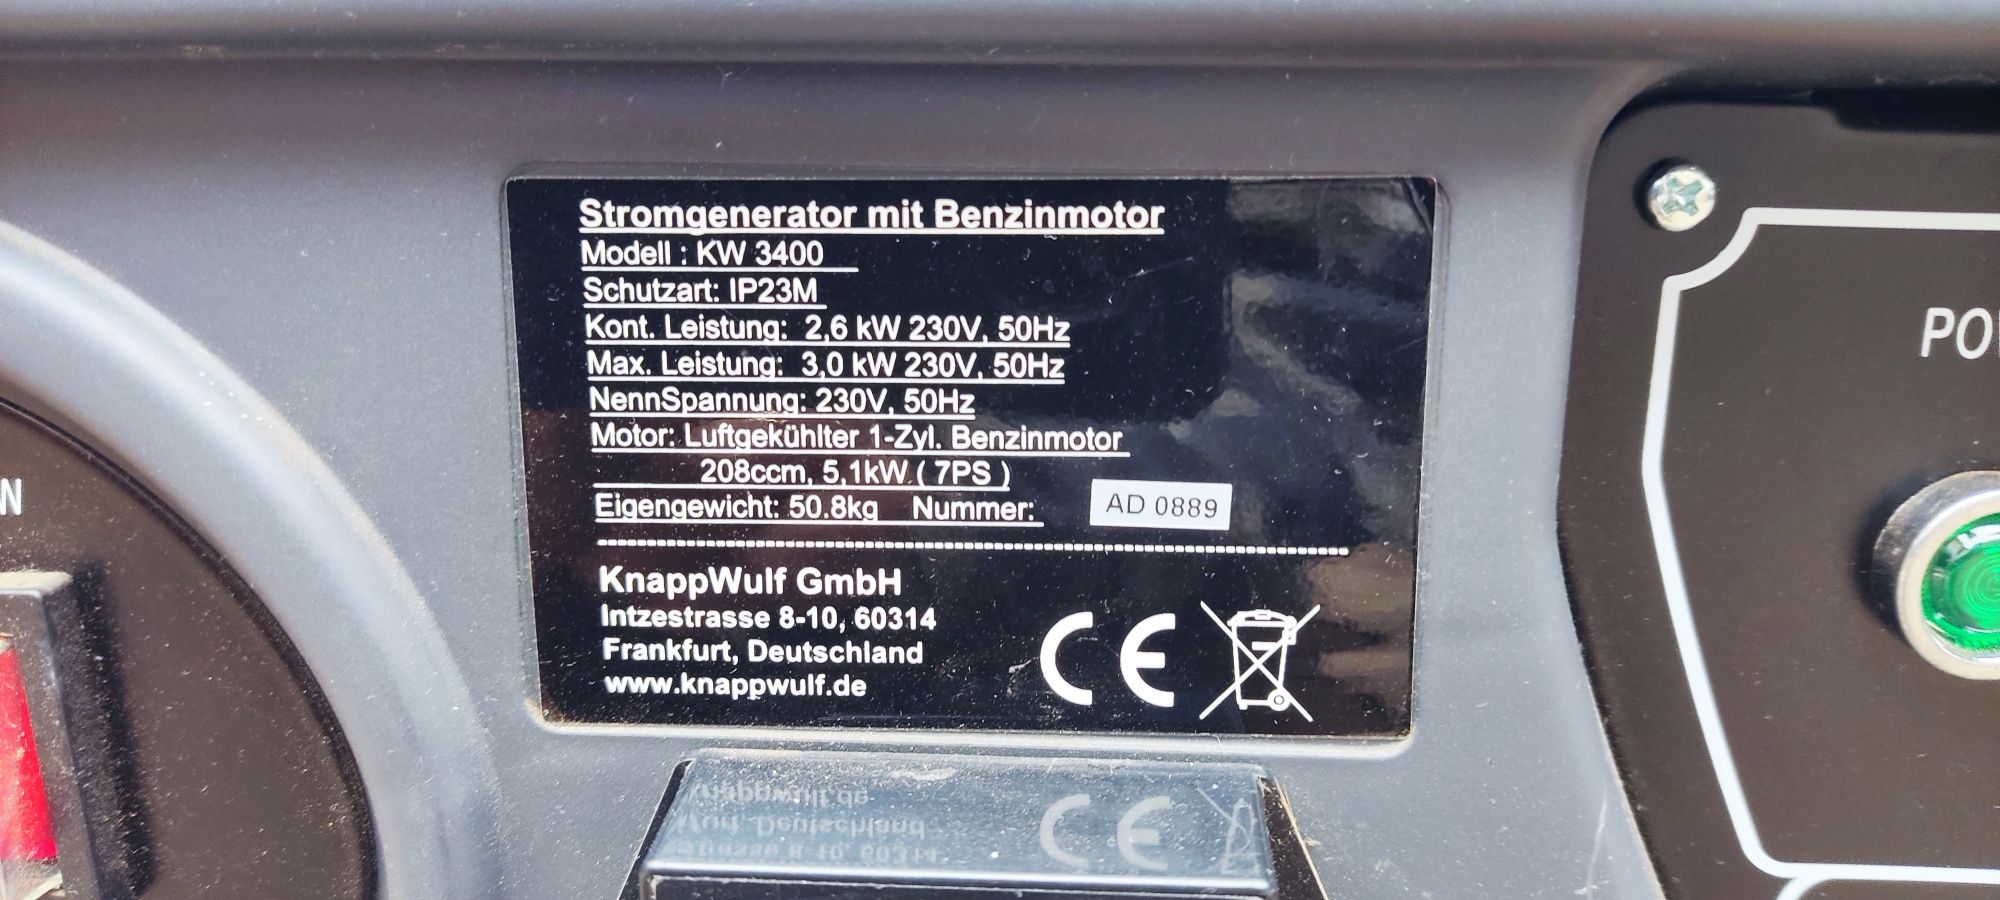 Stromgenerator mit Benzinmotor
Modell : KW 3400
Schutzart: IP23M
Kont. Leistung: 2,6 kW 230V, 50Hz
Max. Leistung: 3,0 kW 230V, 50Hz
NennSpannung: 230V, 50Hz
Motor: Luftgekühlter 1-Zyl. Benzinmotor
208ccm, 5,1kW ( 7PS )
Eigengewicht: 50.8kg Nummer: AD 0889
KnappWulf GmbH
Intzestrasse 8-10, 60314
Frankfurt, Deutschland
www.knappwulf.de
CE